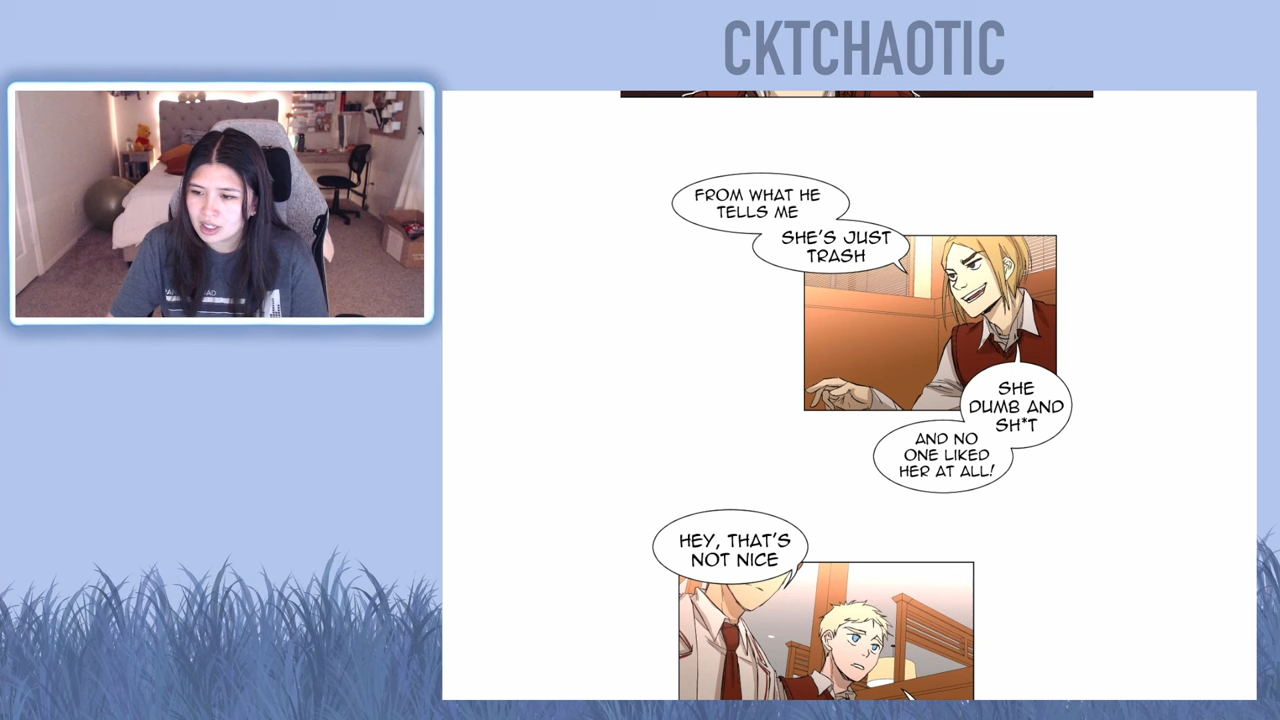 CKTCHAOTIC
FROM WHAT HE
TELLS ME
SHE'S JUST
TRASH
SHE
DUMB AND
SH*T
AND NO
ONE LIKED
HER AT ALL!
HEY, THAT'S
NOT NICE